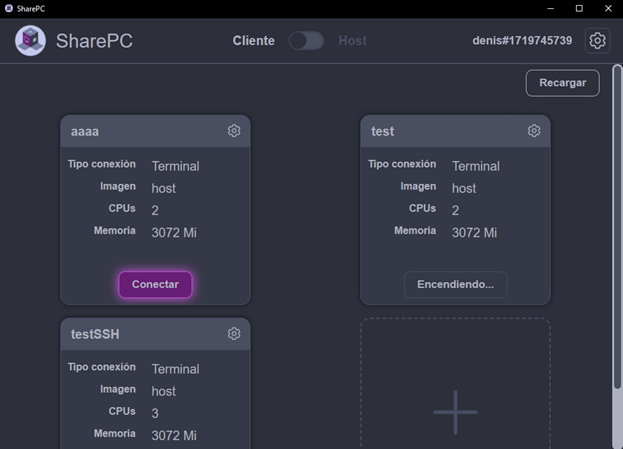 SharePC
SharePC
Cliente Host
denis#1719745739
Recargar
aaaa
Tipo conexión Terminal
Imagen host
CPUs 2
Memoria 3072 Mi
Conectar
test
Tipo conexión Terminal
Imagen host
CPUs 2
Memoria 3072 Mi
Encendiendo...
testSSH
Tipo conexión Terminal
Imagen host
CPUs 3
Memoria 3072 Mi